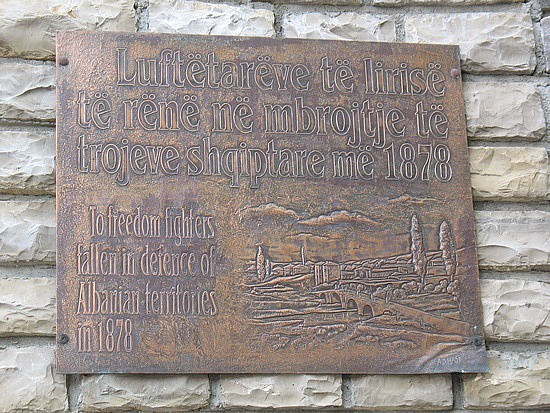 Luftëtarëve të lirisë
të rënë në mbrojtje të
trojeve shqiptare më 1878
To freedom fighters
fallen in defence of
Albanian territories
in 1878